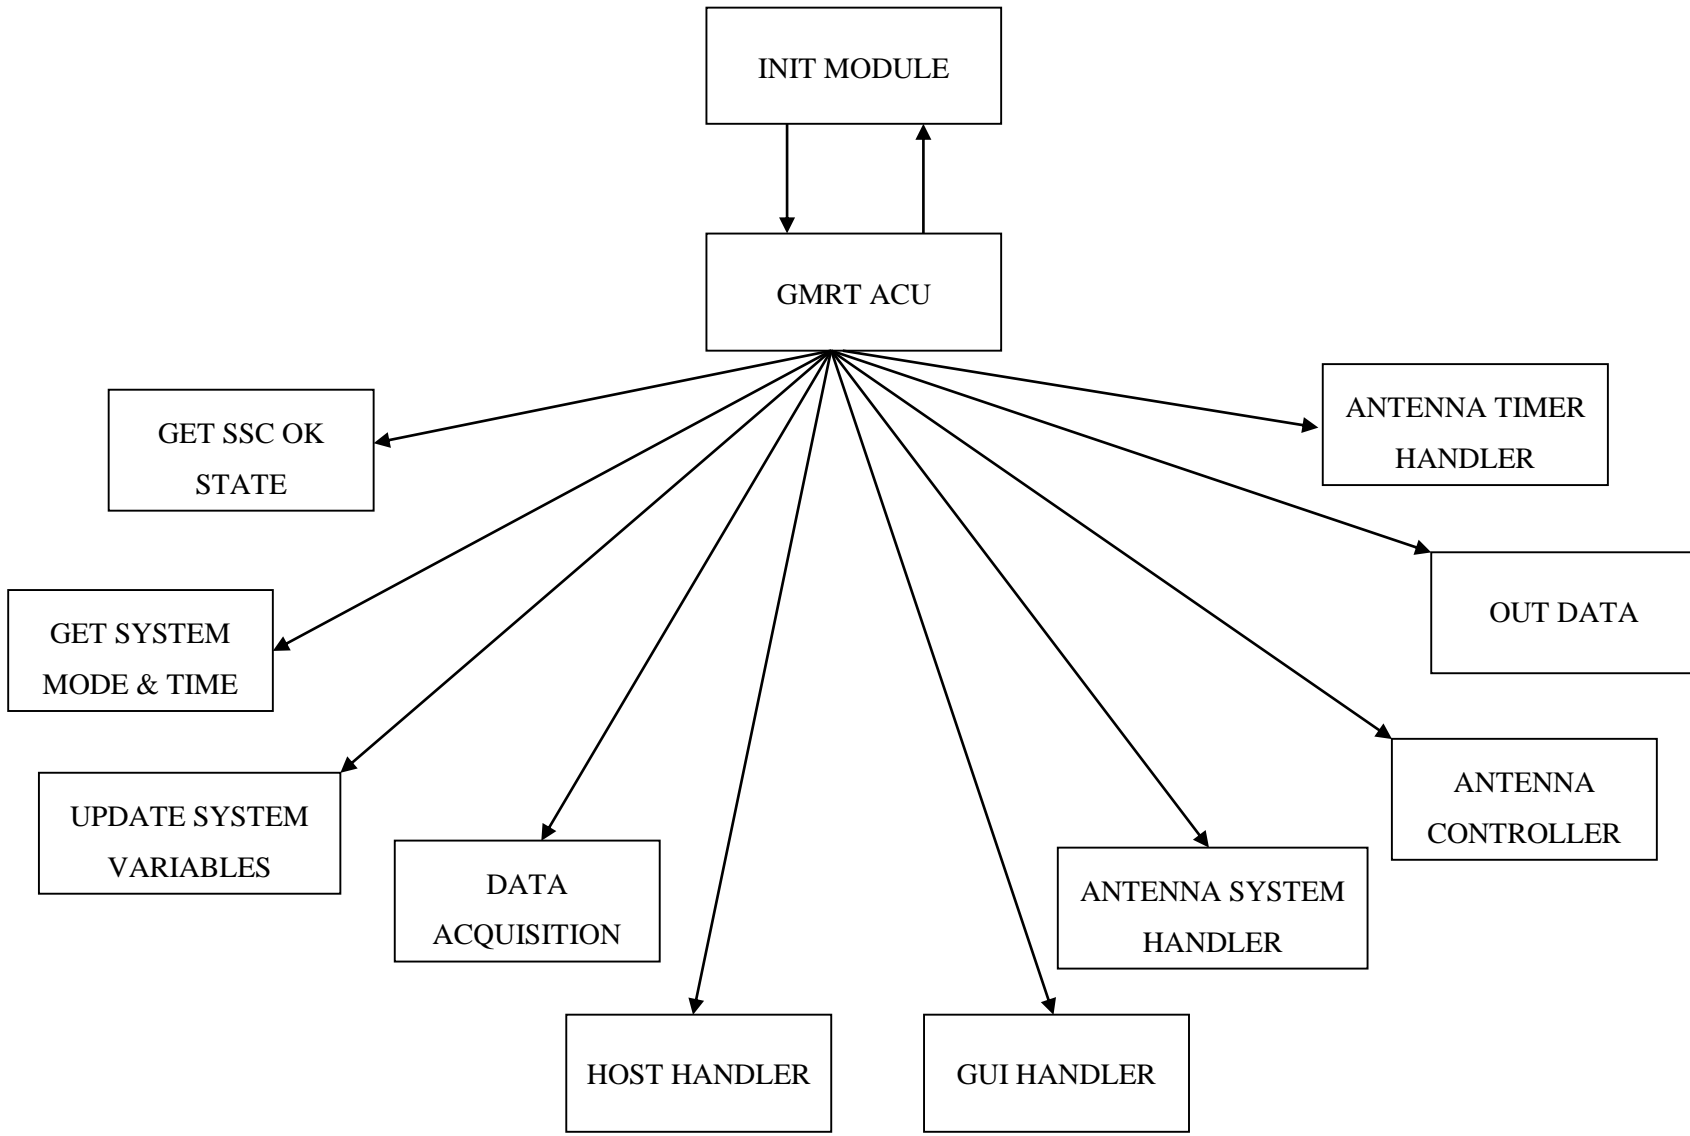 INIT MODULE
GMRT ACU
GET SSC OK
STATE
ANTENNA TIMER
HANDLER
GET SYSTEM
MODE & TIME
OUT DATA
UPDATE SYSTEM
VARIABLES
ANTENNA
CONTROLLER
DATA
ACQUISITION
ANTENNA SYSTEM
HANDLER
HOST HANDLER
GUI HANDLER